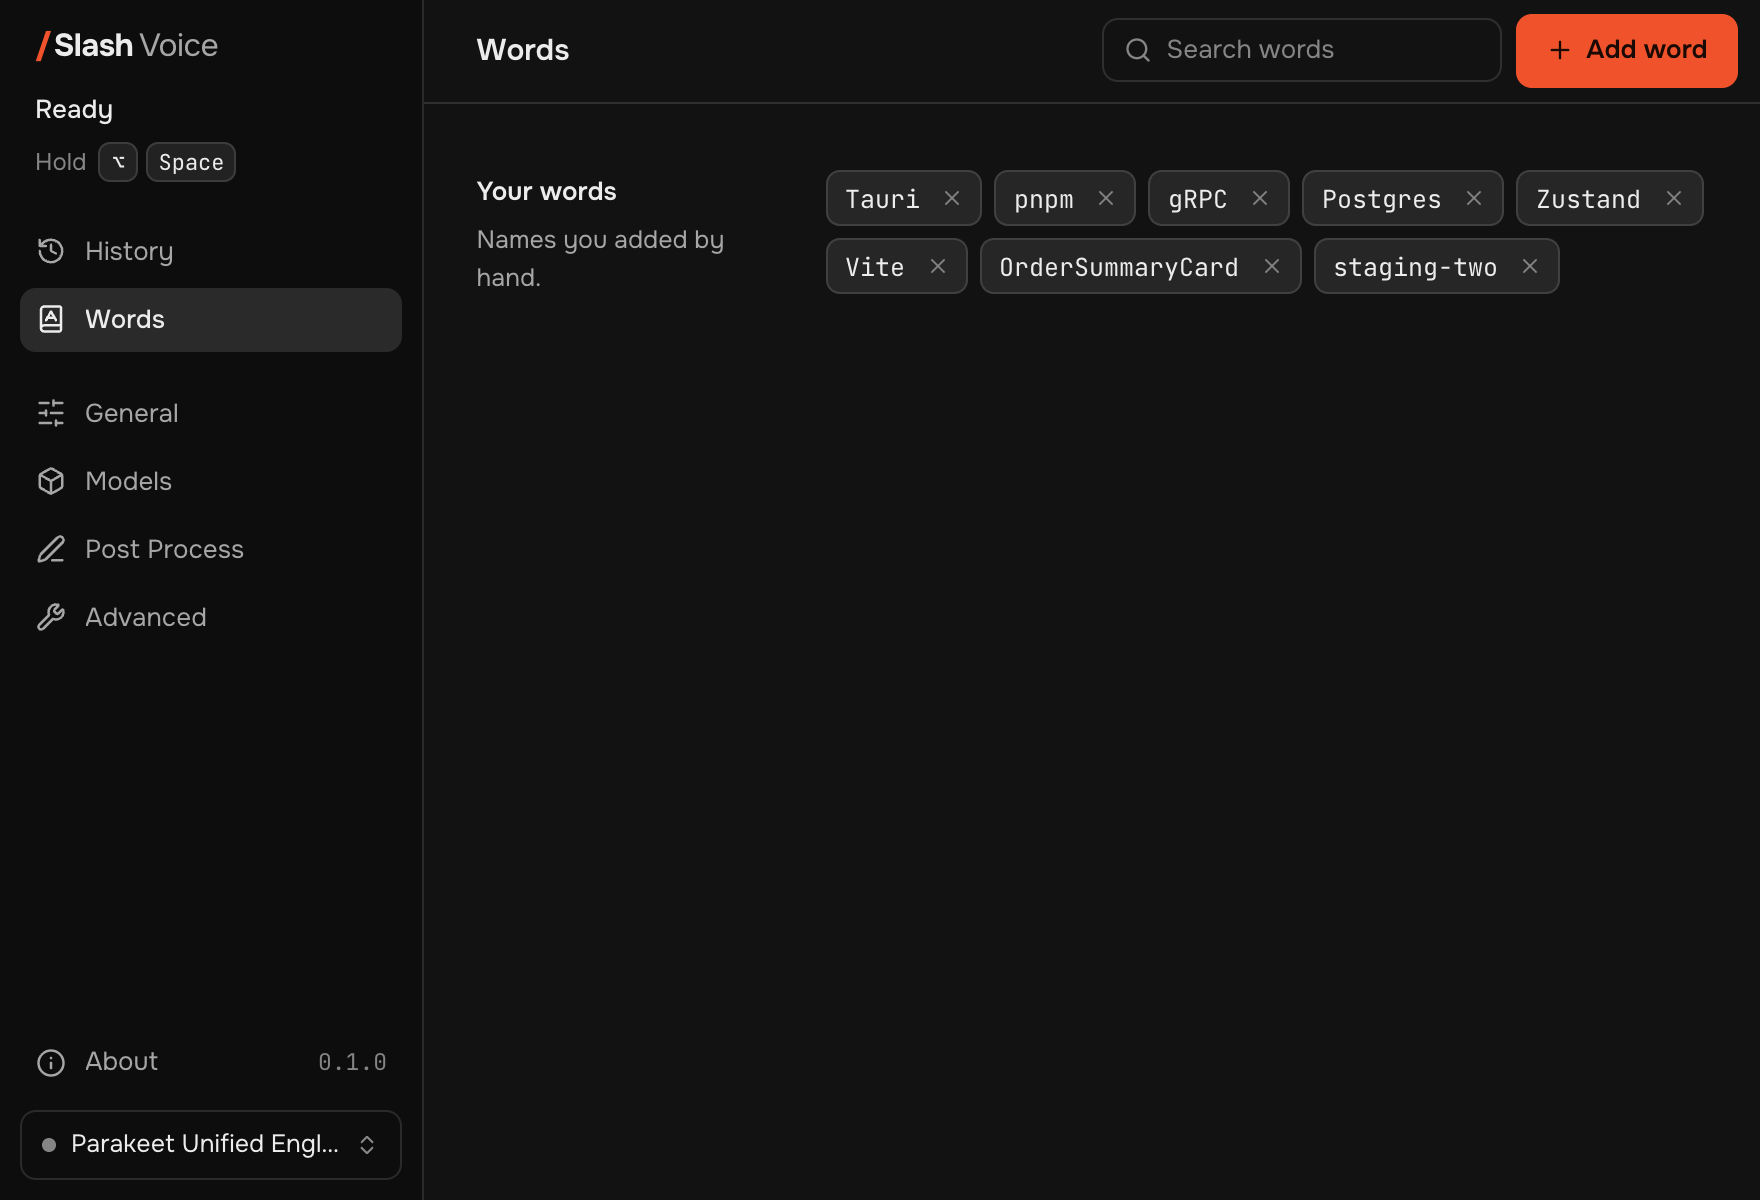 /Slash Voice
Ready
Hold ⌥ Space
History
Words
General
Models
Post Process
Advanced
About 0.1.0
Parakeet Unified Engl...
Words
Search words
+ Add word
Your words
Names you added by
hand.
Tauri × pnpm × gRPC × Postgres × Zustand ×
Vite × OrderSummaryCard × staging-two ×